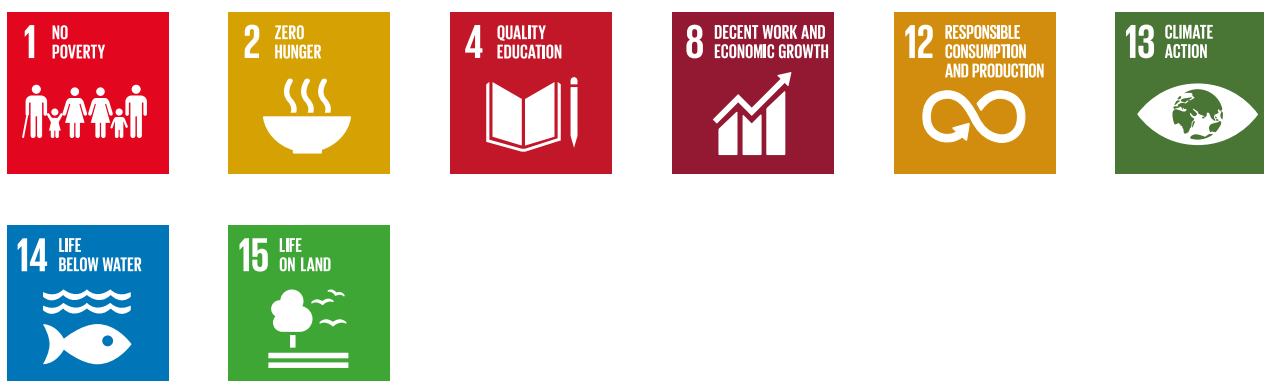 1 NO
POVERTY
2 ZERO
HUNGER
4 QUALITY
EDUCATION
8 DECENT WORK AND
ECONOMIC GROWTH
12 RESPONSIBLE
CONSUMPTION
AND PRODUCTION
13 CLIMATE
ACTION
14 LIFE
BELOW WATER
15 LIFE
ON LAND